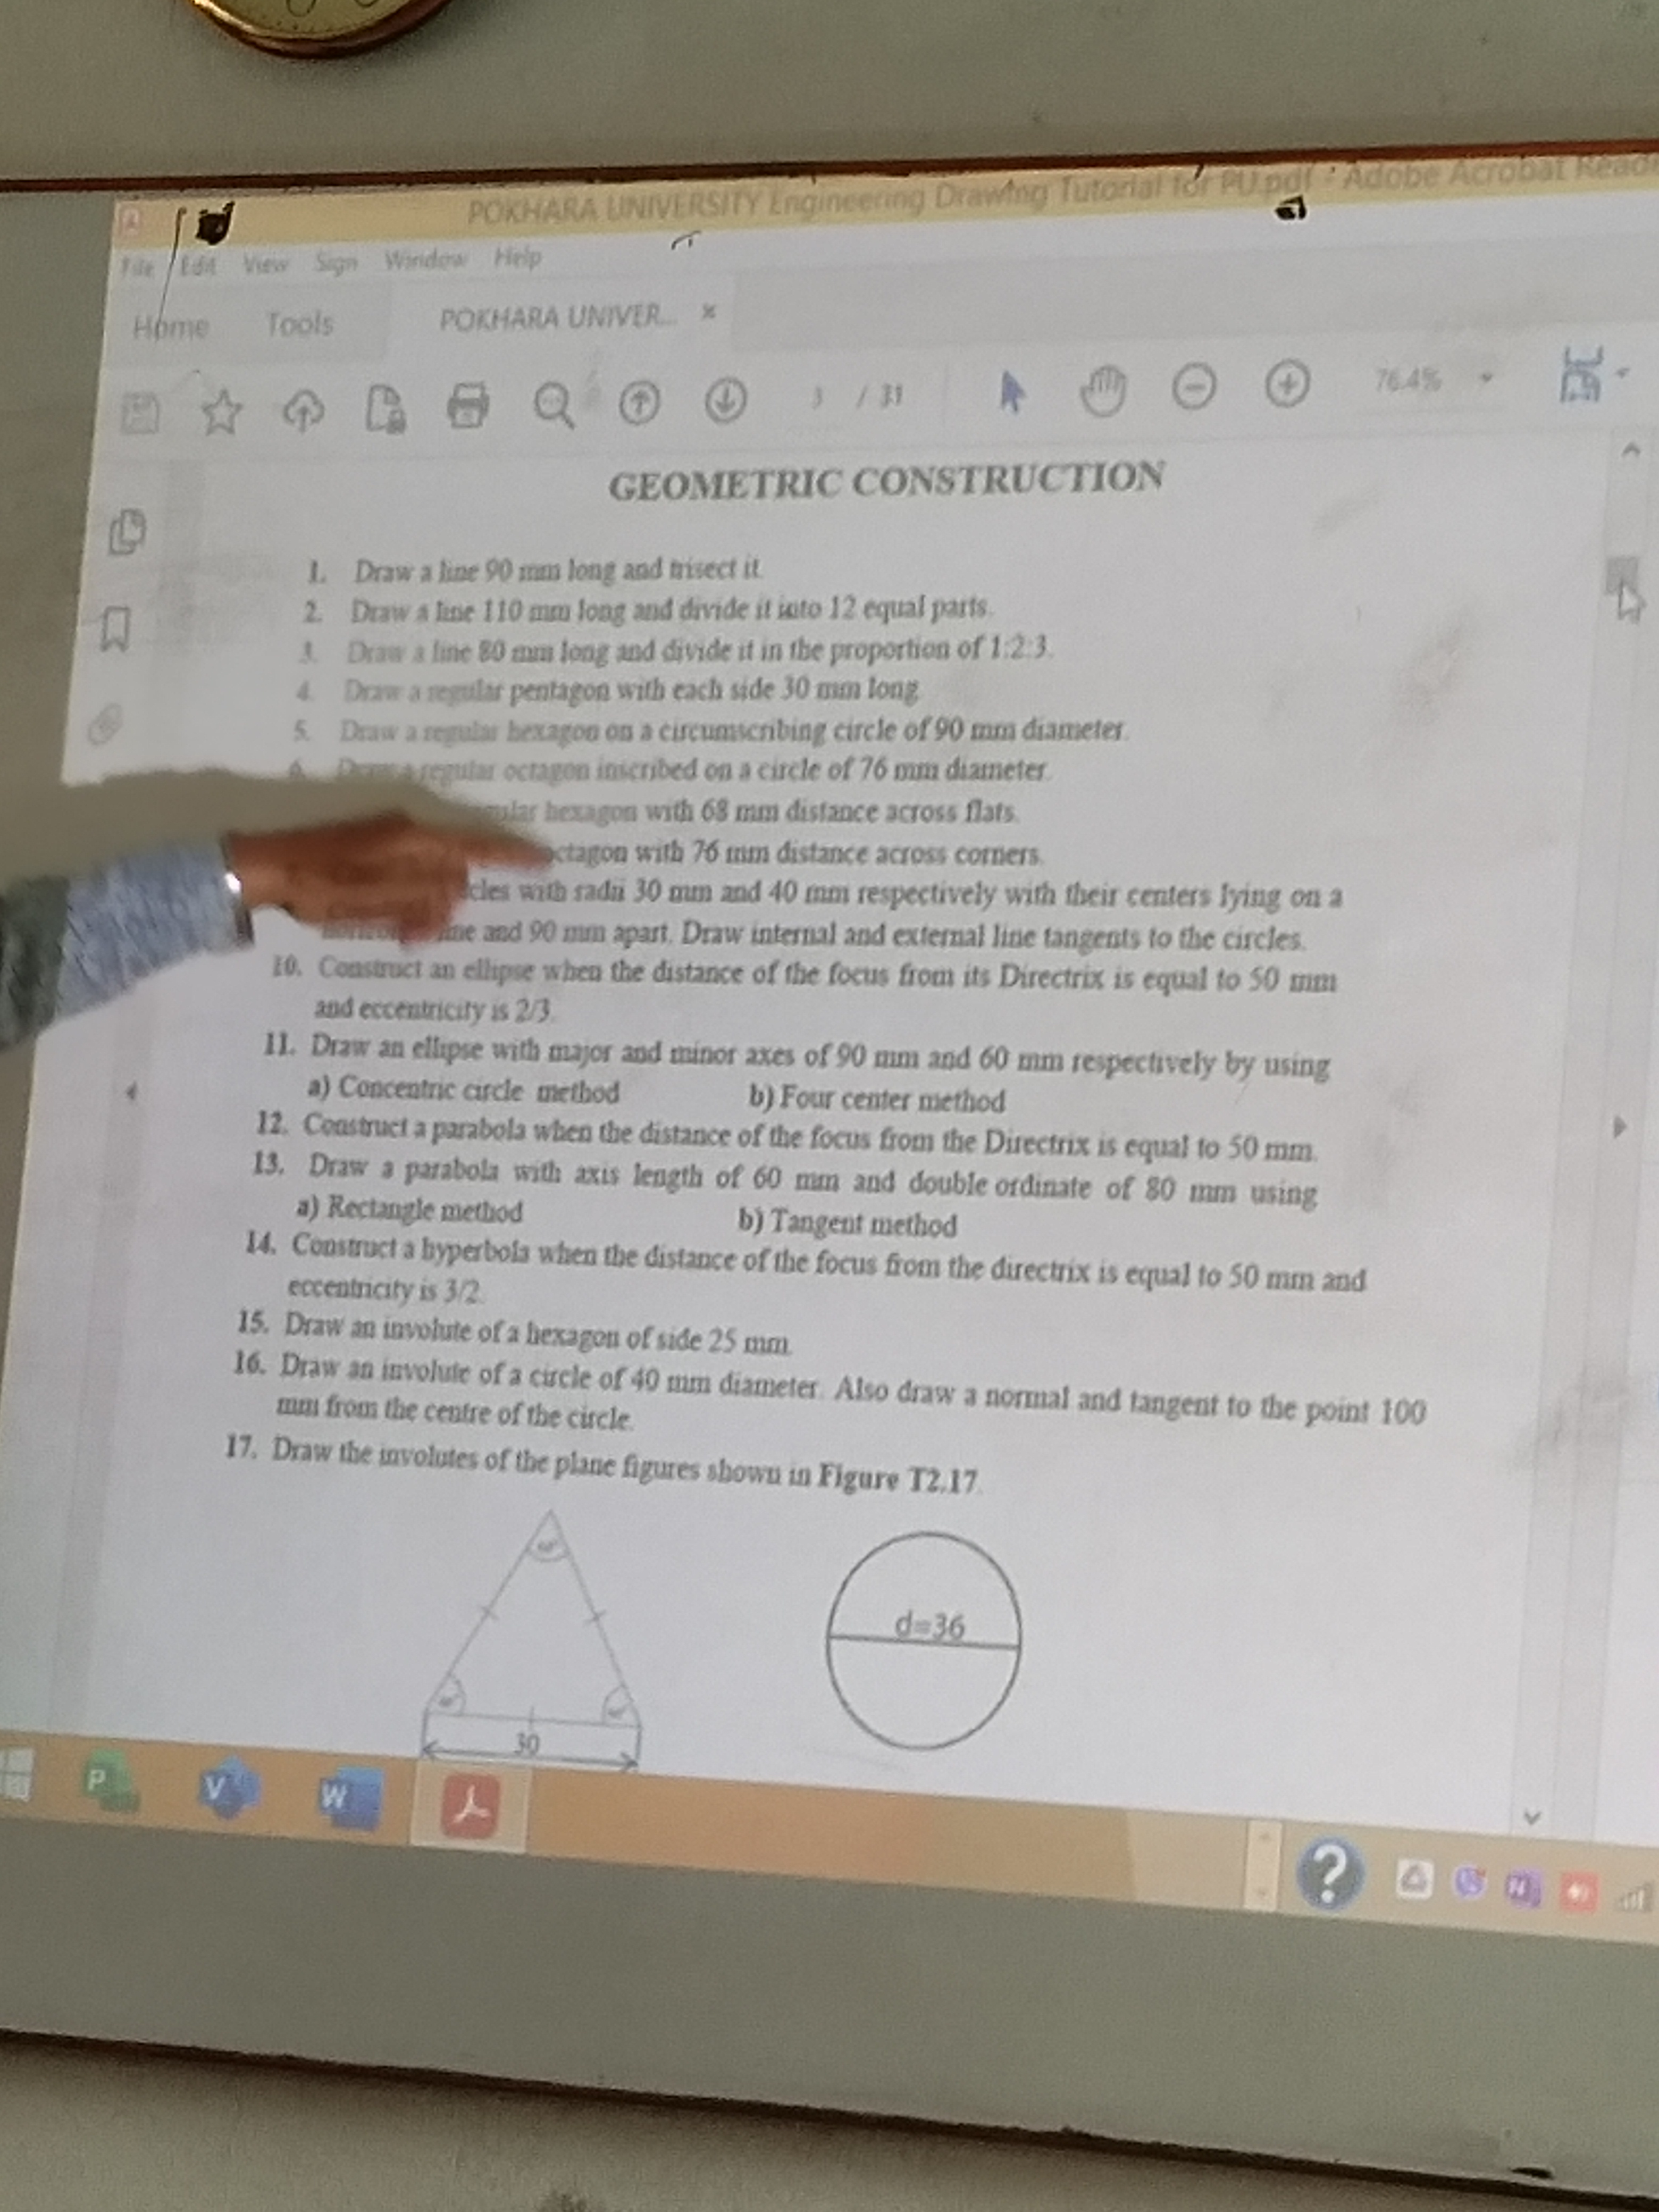 POKHARA UNIVERSITY Engineering Drawing Tutorial for PU.pdf - Adobe Acrobat Reade
File Edit View Sign Window Help
Home Tools POKHARA UNIVER... ×
3 / 31 76.4%
GEOMETRIC CONSTRUCTION
1. Draw a line 90 mm long and trisect it.
2. Draw a line 110 mm long and divide it into 12 equal parts.
3. Draw a line 80 mm long and divide it in the proportion of 1:2:3.
4. Draw a regular pentagon with each side 30 mm long
5. Draw a regular hexagon on a circumscribing circle of 90 mm diameter.
6. Draw a regular octagon inscribed on a circle of 76 mm diameter.
gular hexagon with 68 mm distance across flats.
octagon with 76 mm distance across corners.
cles with radii 30 mm and 40 mm respectively with their centers lying on a
line and 90 mm apart. Draw internal and external line tangents to the circles.
10. Construct an ellipse when the distance of the focus from its Directrix is equal to 50 mm
and eccentricity is 2/3.
11. Draw an ellipse with major and minor axes of 90 mm and 60 mm respectively by using
a) Concentric circle method b) Four center method
12. Construct a parabola when the distance of the focus from the Directrix is equal to 50 mm.
13. Draw a parabola with axis length of 60 mm and double ordinate of 80 mm using
a) Rectangle method b) Tangent method
14. Construct a hyperbola when the distance of the focus from the directrix is equal to 50 mm and
eccentricity is 3/2.
15. Draw an involute of a hexagon of side 25 mm.
16. Draw an involute of a circle of 40 mm diameter. Also draw a normal and tangent to the point 100
mm from the centre of the circle.
17. Draw the involutes of the plane figures shown in Figure T2.17.
d=36
30